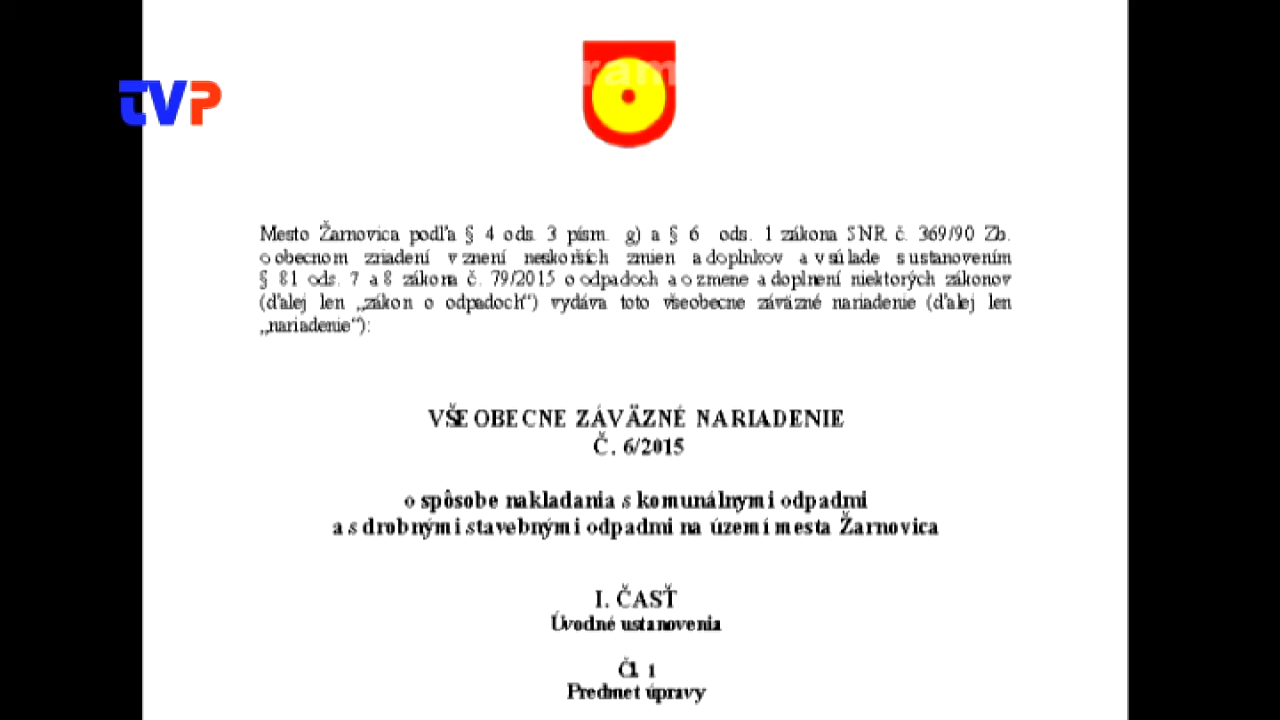 TVP
ram
Mesto Žarnovica podľa § 4 ods. 3 písm. g) a § 6 ods. 1 zákona SNR č. 369/90 Zb.
o obecnom zriadení v znení neskorších zmien a doplnkov a v súlade s ustanovením
§ 81 ods. 7 a 8 zákona č. 79/2015 o odpadoch a o zmene a doplnení niektorých zákonov
(ďalej len „zákon o odpadoch“) vydáva toto všeobecne záväzné nariadenie (ďalej len
„nariadenie“):
VŠEOBECNE ZÁVÄZNÉ NARIADENIE
Č. 6/2015
o spôsobe nakladania s komunálnymi odpadmi
a s drobnými stavebnými odpadmi na území mesta Žarnovica
I. ČASŤ
Úvodné ustanovenia
Čl. 1
Predmet úpravy